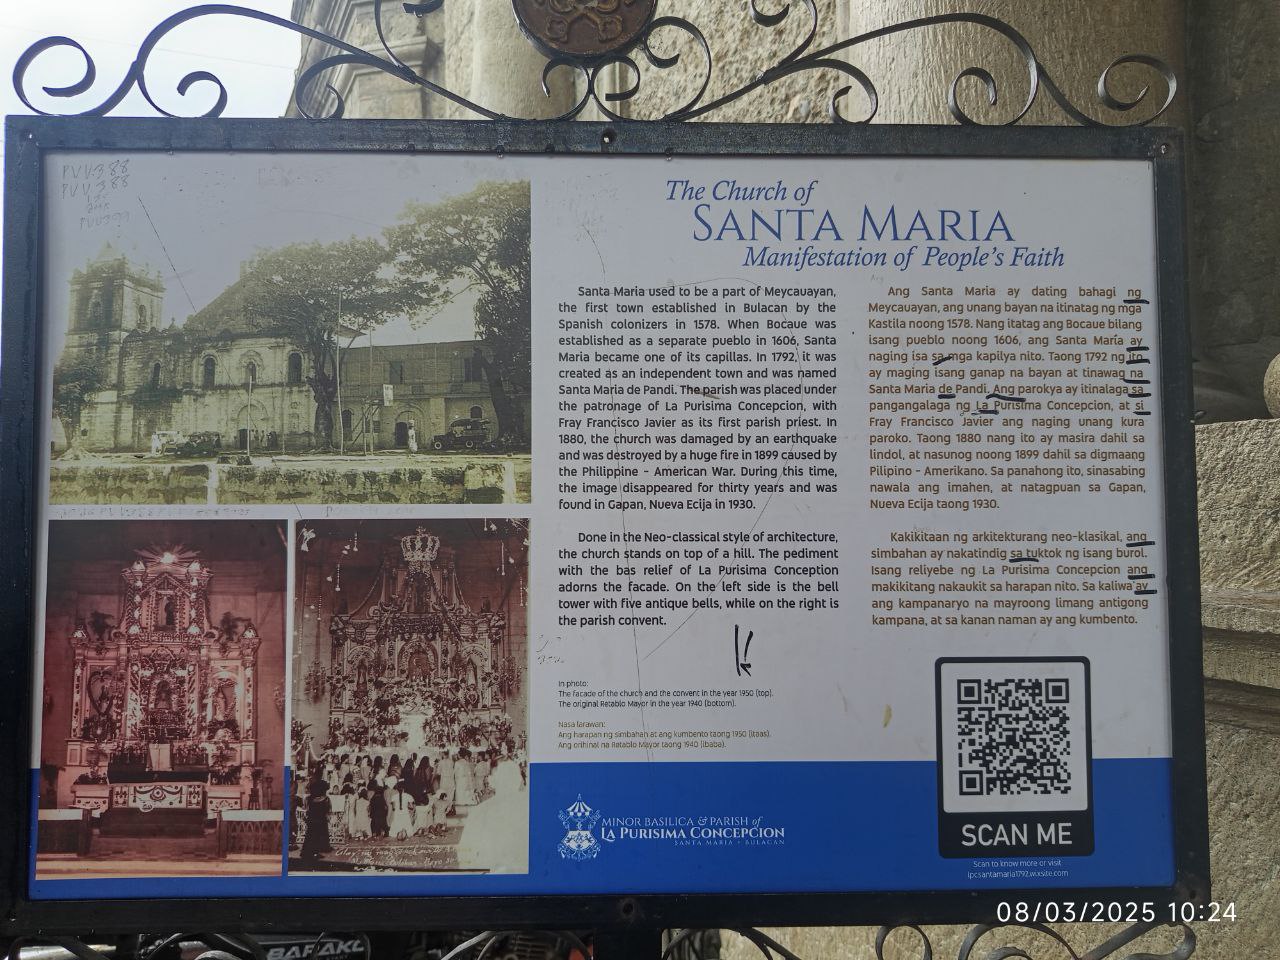 PVV388
PVV388
The Church of
SANTA MARIA
Manifestation of People's Faith
Santa Maria used to be a part of Meycauayan,
the first town established in Bulacan by the
Spanish colonizers in 1578. When Bocaue was
established as a separate pueblo in 1606, Santa
Maria became one of its capillas. In 1792, it was
created as an independent town and was named
Santa Maria de Pandi. The parish was placed under
the patronage of La Purisima Concepcion, with
Fray Francisco Javier as its first parish priest. In
1880, the church was damaged by an earthquake
and was destroyed by a huge fire in 1899 caused by
the Philippine - American War. During this time,
the image disappeared for thirty years and was
found in Gapan, Nueva Ecija in 1930.
Done in the Neo-classical style of architecture,
the church stands on top of a hill. The pediment
with the bas relief of La Purisima Conception
adorns the facade. On the left side is the bell
tower with five antique bells, while on the right is
the parish convent.
In photo:
The facade of the church and the convent in the year 1950 (top).
The original Retablo Mayor in the year 1940 (bottom).
Nasa larawan:
Ang harapan ng simbahan at ang kumbento taong 1950 (itaas).
Ang orihinal na Retablo Mayor taong 1940 (ibaba).
Ang Santa Maria ay dating bahagi ng
Meycauayan, ang unang bayan na itinatag ng mga
Kastila noong 1578. Nang itatag ang Bocaue bilang
isang pueblo noong 1606, ang Santa Maria ay
naging isa sa mga kapilya nito. Taong 1792 ng ito
ay maging isang ganap na bayan at tinawag na
Santa Maria de Pandi. Ang parokya ay itinalaga sa
pangangalaga ng La Purisima Concepcion, at si
Fray Francisco Javier ang naging unang kura
paroko. Taong 1880 nang ito ay masira dahil sa
lindol, at nasunog noong 1899 dahil sa digmaang
Pilipino - Amerikano. Sa panahong ito, sinasabing
nawala ang imahen, at natagpuan sa Gapan,
Nueva Ecija taong 1930.
Kakikitaan ng arkitekturang neo-klasikal, ang
simbahan ay nakatindig sa tuktok ng isang burol.
Isang reliyebe ng La Purisima Concepcion ang
makikitang nakaukit sa harapan nito. Sa kaliwa ay
ang kampanaryo na mayroong limang antigong
kampana, at sa kanan naman ay ang kumbento.
SCAN ME
Scan to know more or visit
lpcsantamaria1792.wixsite.com
MINOR BASILICA & PARISH of
LA PURISIMA CONCEPCION
SANTA MARIA • BULACAN
BARAKO
08/03/2025 10:24